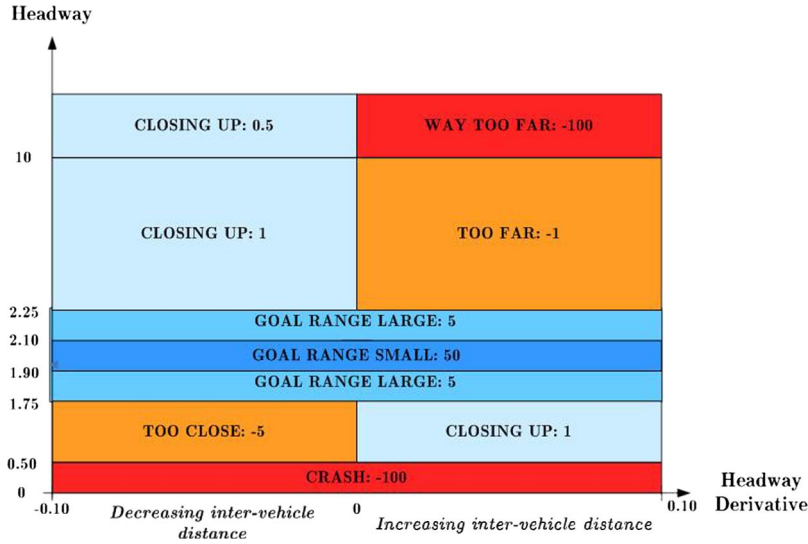 Headway
CLOSING UP: 0.5
WAY TOO FAR: -100
10
CLOSING UP: 1
TOO FAR: -1
2.25
GOAL RANGE LARGE: 5
2.10
GOAL RANGE SMALL: 50
1.90
GOAL RANGE LARGE: 5
1.75
TOO CLOSE: -5
CLOSING UP: 1
0.50
CRASH: -100
0
-0.10
Decreasing inter-vehicle
distance
0
Increasing inter-vehicle distance
0.10
Headway
Derivative